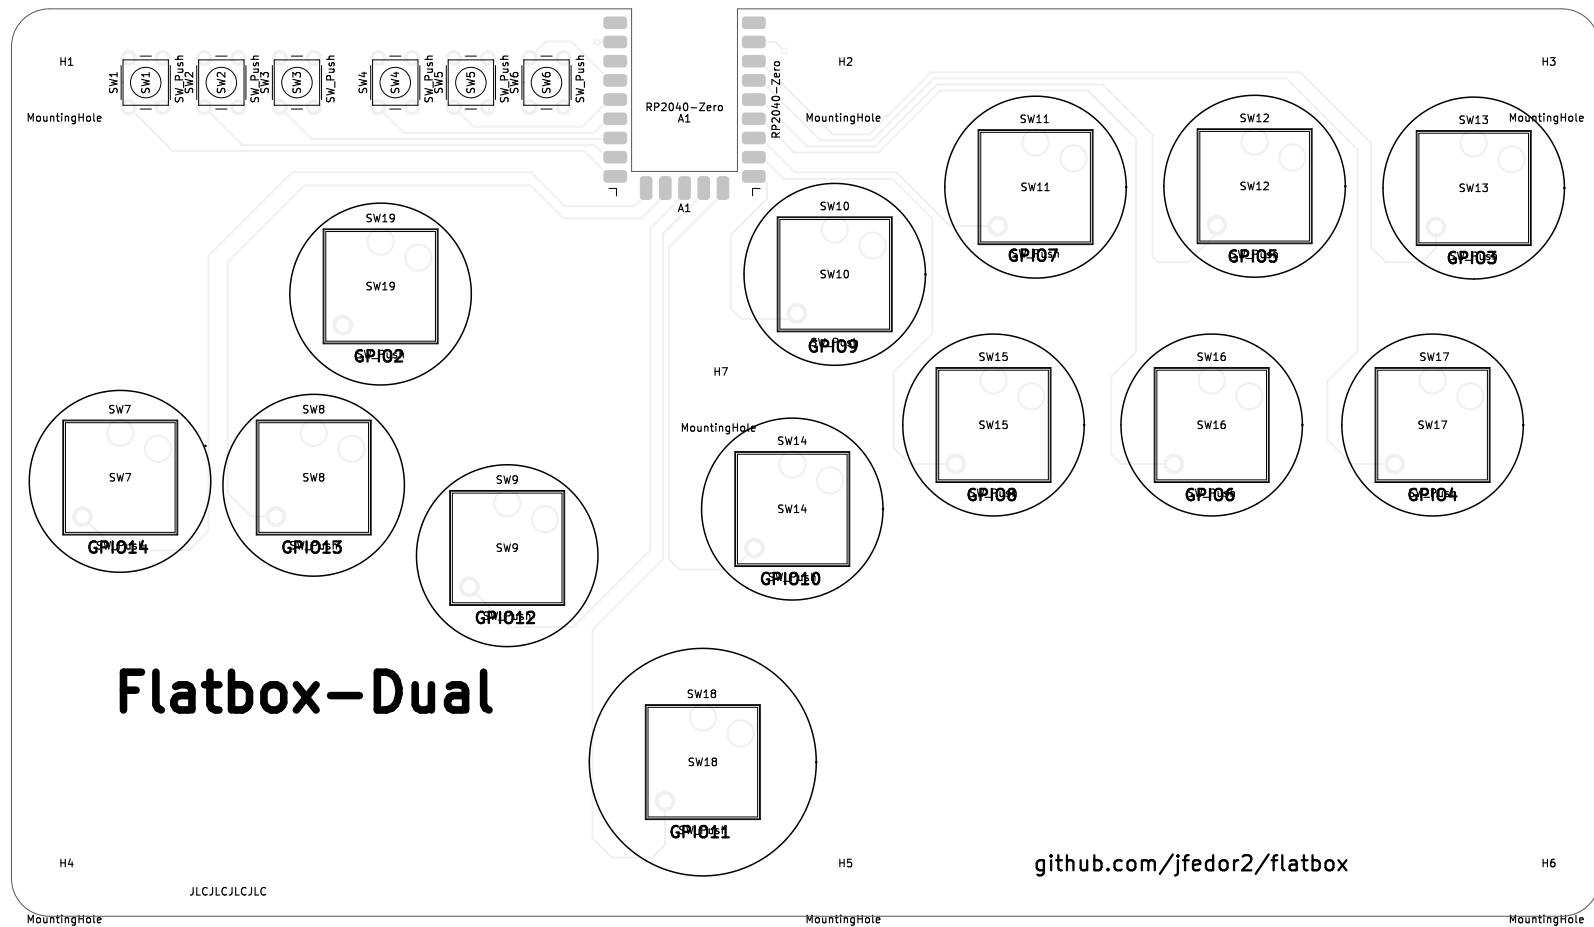 H1
H2
H3
SW1
SW1
SW_Push
SW2
SW2
SW_Push
SW3
SW3
SW_Push
SW4
SW4
SW_Push
SW5
SW5
SW_Push
SW6
SW6
SW_Push
RP2040-Zero
A1
RP2040-Zero
A1
MountingHole
MountingHole
MountingHole
SW11
SW11
GPIO7
SW12
SW12
GPIO5
SW13
SW13
GPIO3
SW10
SW10
GPIO9
SW19
SW19
GPIO2
H7
MountingHole
SW15
SW15
GPIO8
SW16
SW16
GPIO6
SW17
SW17
GPIO4
SW7
SW7
GPIO14
SW8
SW8
GPIO13
SW9
SW9
GPIO12
SW14
SW14
GPIO10
Flatbox-Dual
SW18
SW18
GPIO11
H4
H5
github.com/jfedor2/flatbox
H6
JLCJLCJLCJLC
MountingHole
MountingHole
MountingHole